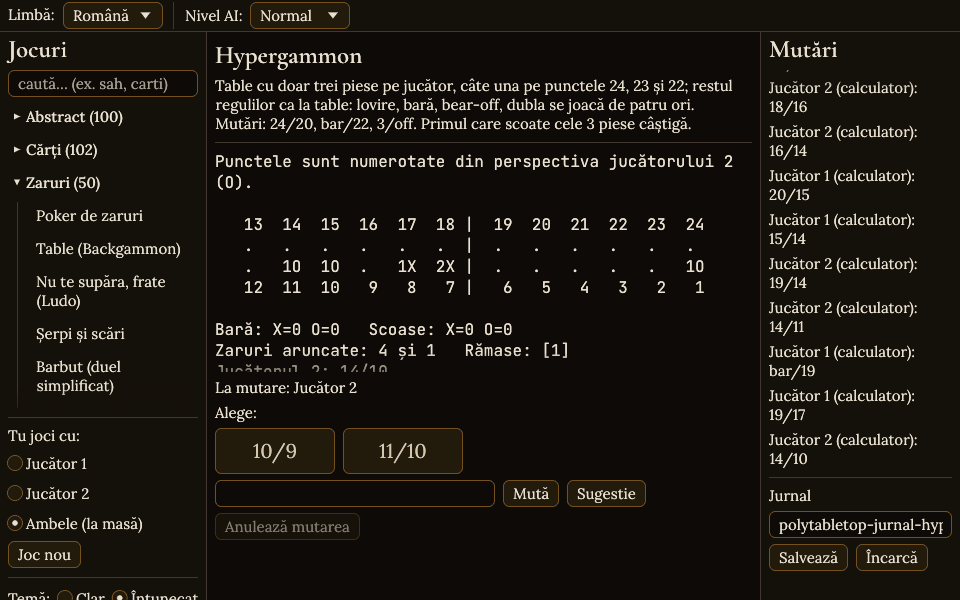 Limbă: Română ▼ Nivel AI: Normal ▼
Jocuri
caută... (ex. sah, carti)
▸ Abstract (100)
▸ Cărți (102)
▾ Zaruri (50)
Poker de zaruri
Table (Backgammon)
Nu te supăra, frate
(Ludo)
Șerpi și scări
Barbut (duel
simplificat)
Tu joci cu:
Jucător 1
Jucător 2
Ambele (la masă)
Joc nou
Temă: Clar Întunecat
Hypergammon
Table cu doar trei piese pe jucător, câte una pe punctele 24, 23 și 22; restul
regulilor ca la table: lovire, bară, bear-off, dubla se joacă de patru ori.
Mutări: 24/20, bar/22, 3/off. Primul care scoate cele 3 piese câștigă.
Punctele sunt numerotate din perspectiva jucătorului 2
(O).
13 14 15 16 17 18 | 19 20 21 22 23 24
. . . . . . | . . . . . .
. 1O 1O . 1X 2X | . . . . . 1O
12 11 10 9 8 7 | 6 5 4 3 2 1
Bară: X=0 O=0 Scoase: X=0 O=0
Zaruri aruncate: 4 și 1 Rămase: [1]
Jucătorul 2: 14/10
La mutare: Jucător 2
Alege:
10/9 11/10
Mută Sugestie
Anulează mutarea
Mutări
Jucător 2 (calculator):
18/16
Jucător 2 (calculator):
16/14
Jucător 1 (calculator):
20/15
Jucător 1 (calculator):
15/14
Jucător 2 (calculator):
19/14
Jucător 2 (calculator):
14/11
Jucător 1 (calculator):
bar/19
Jucător 1 (calculator):
19/17
Jucător 2 (calculator):
14/10
Jurnal
polytabletop-jurnal-hyp
Salvează Încarcă